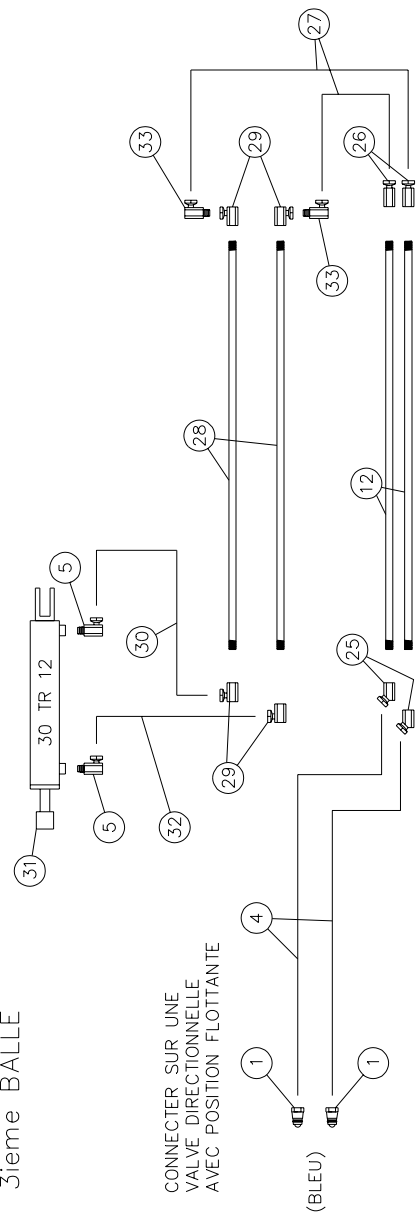 3ieme BALLE
31
30 TR 12
5
5
33
32
30
29
28
29
33
27
CONNECTER SUR UNE
VALVE DIRECTIONNELLE
AVEC POSITION FLOTTANTE
1
4
25
12
26
(BLEU)
1